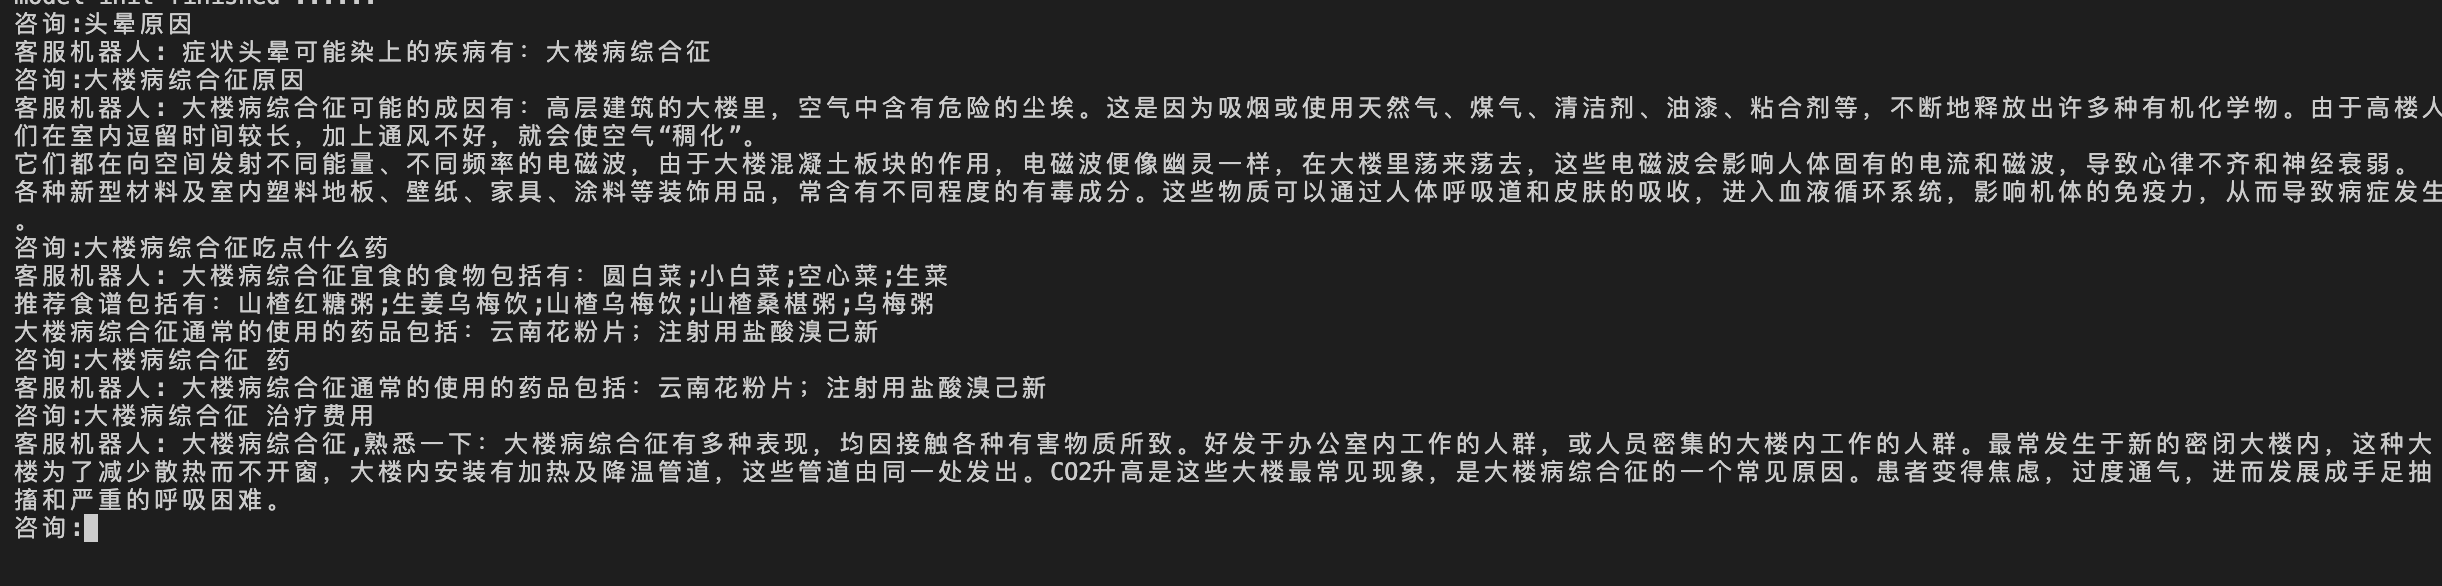 model init finished ......
咨询:头晕原因
客服机器人: 症状头晕可能染上的疾病有：大楼病综合征
咨询:大楼病综合征原因
客服机器人: 大楼病综合征可能的成因有：高层建筑的大楼里，空气中含有危险的尘埃。这是因为吸烟或使用天然气、煤气、清洁剂、油漆、粘合剂等，不断地释放出许多种有机化学物。由于高楼人
们在室内逗留时间较长，加上通风不好，就会使空气“稠化”。
它们都在向空间发射不同能量、不同频率的电磁波，由于大楼混凝土板块的作用，电磁波便像幽灵一样，在大楼里荡来荡去，这些电磁波会影响人体固有的电流和磁波，导致心律不齐和神经衰弱。
各种新型材料及室内塑料地板、壁纸、家具、涂料等装饰用品，常含有不同程度的有毒成分。这些物质可以通过人体呼吸道和皮肤的吸收，进入血液循环系统，影响机体的免疫力，从而导致病症发生
。
咨询:大楼病综合征吃点什么药
客服机器人: 大楼病综合征宜食的食物包括有：圆白菜;小白菜;空心菜;生菜
推荐食谱包括有：山楂红糖粥;生姜乌梅饮;山楂乌梅饮;山楂桑椹粥;乌梅粥
大楼病综合征通常的使用的药品包括：云南花粉片；注射用盐酸溴己新
咨询:大楼病综合征 药
客服机器人: 大楼病综合征通常的使用的药品包括：云南花粉片；注射用盐酸溴己新
咨询:大楼病综合征 治疗费用
客服机器人: 大楼病综合征,熟悉一下：大楼病综合征有多种表现，均因接触各种有害物质所致。好发于办公室内工作的人群，或人员密集的大楼内工作的人群。最常发生于新的密闭大楼内，这种大
楼为了减少散热而不开窗，大楼内安装有加热及降温管道，这些管道由同一处发出。CO2升高是这些大楼最常见现象，是大楼病综合征的一个常见原因。患者变得焦虑，过度通气，进而发展成手足抽
搐和严重的呼吸困难。
咨询: